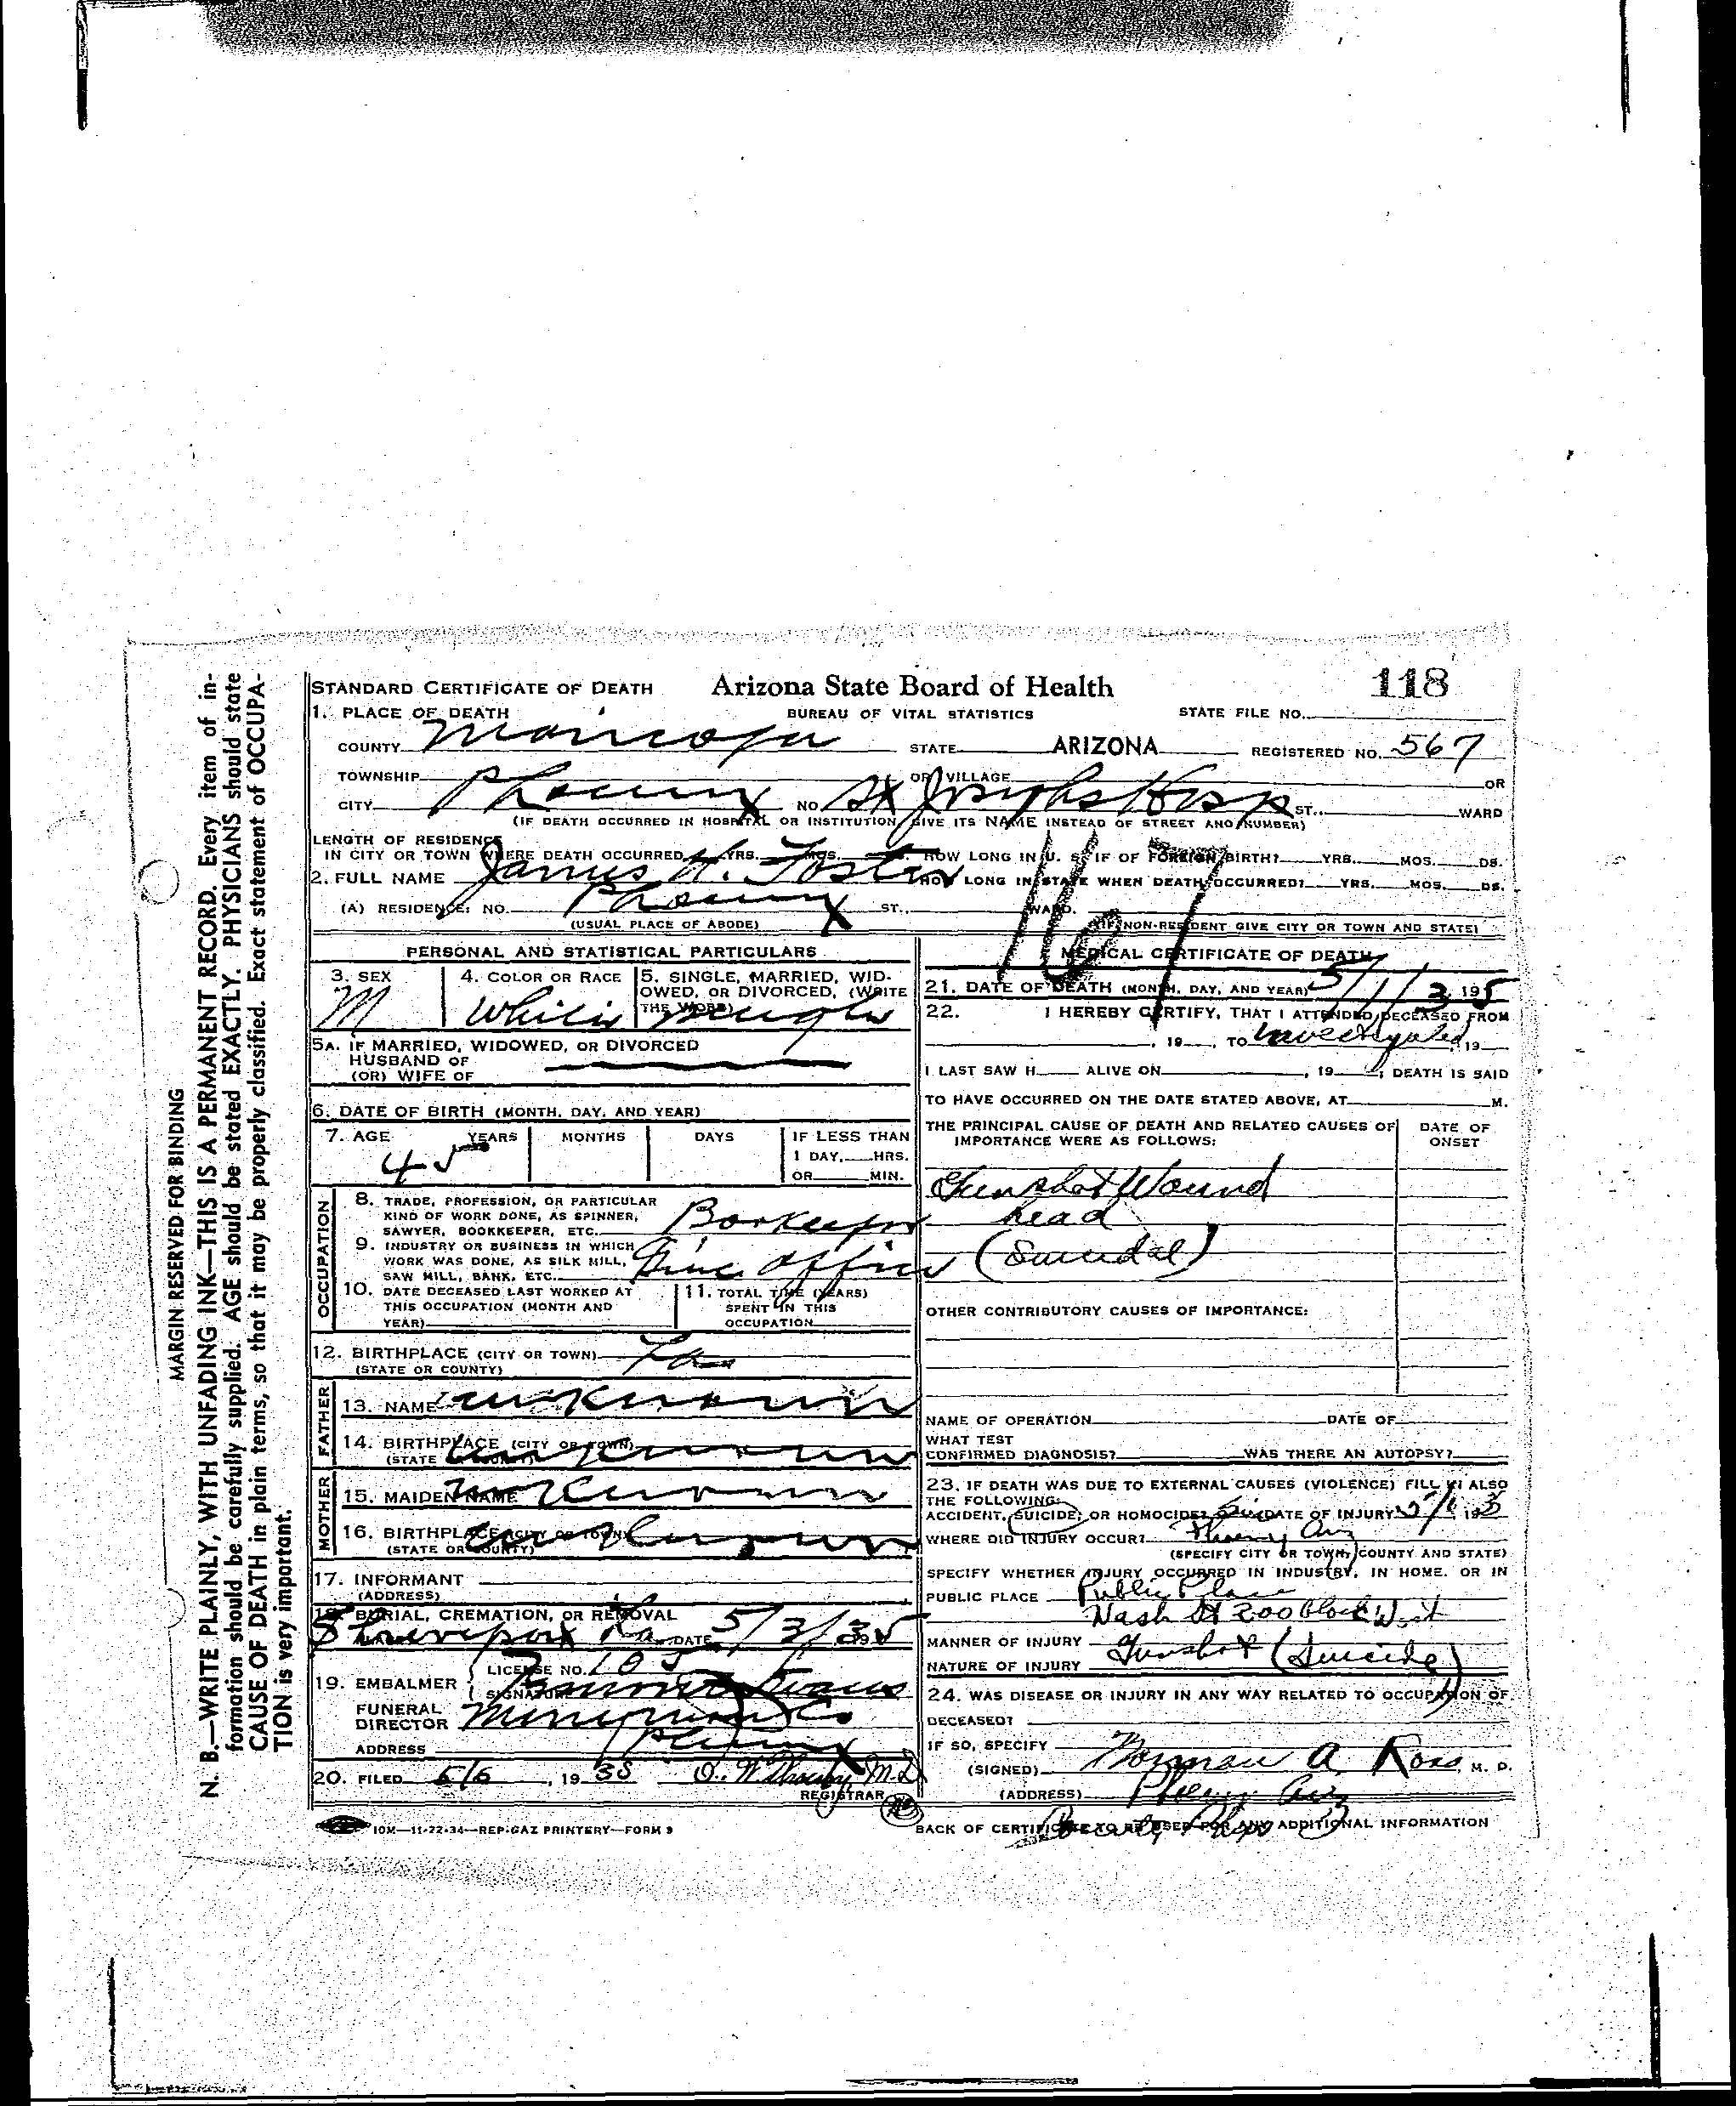 MARGIN RESERVED FOR BINDING
N. B.—WRITE PLAINLY, WITH UNFADING INK—THIS IS A PERMANENT RECORD. Every item of in-
formation should be carefully supplied. AGE should be stated EXACTLY. PHYSICIANS should state
CAUSE OF DEATH in plain terms, so that it may be properly classified. Exact statement of OCCUPA-
TION is very important.
STANDARD CERTIFICATE OF DEATH Arizona State Board of Health 118
1. PLACE OF DEATH BUREAU OF VITAL STATISTICS STATE FILE NO.
COUNTY Maricopa STATE ARIZONA REGISTERED NO. 567
TOWNSHIP OR VILLAGE OR
CITY Phoenix NO. St Josephs Hosp ST., WARD
(IF DEATH OCCURRED IN HOSPITAL OR INSTITUTION, GIVE ITS NAME INSTEAD OF STREET AND NUMBER)
LENGTH OF RESIDENCE
IN CITY OR TOWN WHERE DEATH OCCURRED YRS. MOS. HOW LONG IN U. S. IF OF FOREIGN BIRTH? YRS. MOS. DS.
2. FULL NAME James H. Foster HOW LONG IN STATE WHEN DEATH OCCURRED? YRS. MOS. DS.
(A) RESIDENCE: NO. Phoenix ST., WARD.
(USUAL PLACE OF ABODE) (IF NON-RESIDENT GIVE CITY OR TOWN AND STATE)
PERSONAL AND STATISTICAL PARTICULARS
3. SEX 4. COLOR OR RACE 5. SINGLE, MARRIED, WID-
OWED, OR DIVORCED, (WRITE
THE WORD)
M White Single
5A. IF MARRIED, WIDOWED, OR DIVORCED
HUSBAND OF
(OR) WIFE OF
6. DATE OF BIRTH (MONTH, DAY, AND YEAR)
7. AGE YEARS MONTHS DAYS IF LESS THAN
1 DAY, HRS.
OR MIN.
45
OCCUPATION
8. TRADE, PROFESSION, OR PARTICULAR
KIND OF WORK DONE, AS SPINNER,
SAWYER, BOOKKEEPER, ETC. Bookeeper
9. INDUSTRY OR BUSINESS IN WHICH
WORK WAS DONE, AS SILK MILL,
SAW MILL, BANK, ETC. Office
10. DATE DECEASED LAST WORKED AT
THIS OCCUPATION (MONTH AND
YEAR)
11. TOTAL TIME (YEARS)
SPENT IN THIS
OCCUPATION
12. BIRTHPLACE (CITY OR TOWN) La
(STATE OR COUNTY)
FATHER
13. NAME unknown
14. BIRTHPLACE (CITY OR TOWN) unknown
(STATE OR COUNTY)
MOTHER
15. MAIDEN NAME unknown
16. BIRTHPLACE (CITY OR TOWN) unknown
(STATE OR COUNTY)
17. INFORMANT
(ADDRESS)
18. BURIAL, CREMATION, OR REMOVAL
Shreveport La DATE 5/3/35
19. EMBALMER LICENSE NO. 105
SIGNATURE Evans
FUNERAL
DIRECTOR Merryman Co
ADDRESS Phoenix
20. FILED 5/6, 1935 M D
REGISTRAR
10M—11-22-34—REP-GAZ PRINTERY—FORM 3
MEDICAL CERTIFICATE OF DEATH
21. DATE OF DEATH (MONTH, DAY, AND YEAR) 5/1/3 195
22. I HEREBY CERTIFY, THAT I ATTENDED DECEASED FROM
, 19 , TO Investigated, 19
I LAST SAW H ALIVE ON , 19 ; DEATH IS SAID
TO HAVE OCCURRED ON THE DATE STATED ABOVE, AT M.
THE PRINCIPAL CAUSE OF DEATH AND RELATED CAUSES OF
IMPORTANCE WERE AS FOLLOWS:
DATE OF
ONSET
Gunshot Wound
head
(Suicidal)
OTHER CONTRIBUTORY CAUSES OF IMPORTANCE:
NAME OF OPERATION DATE OF
WHAT TEST
CONFIRMED DIAGNOSIS? WAS THERE AN AUTOPSY?
23. IF DEATH WAS DUE TO EXTERNAL CAUSES (VIOLENCE) FILL IN ALSO
THE FOLLOWING:
ACCIDENT, SUICIDE, OR HOMICIDE? DATE OF INJURY 5/1 193
WHERE DID INJURY OCCUR? Phoenix Ariz
(SPECIFY CITY OR TOWN, COUNTY AND STATE)
SPECIFY WHETHER INJURY OCCURRED IN INDUSTRY, IN HOME, OR IN
PUBLIC PLACE Public Place
Wash St 200 Block West
MANNER OF INJURY Gunshot (Suicide)
NATURE OF INJURY
24. WAS DISEASE OR INJURY IN ANY WAY RELATED TO OCCUPATION OF
DECEASED?
IF SO, SPECIFY
(SIGNED) Norman A Ross M. D.
(ADDRESS) Phoenix Ariz
BACK OF CERTIFICATE TO BE USED FOR ANY ADDITIONAL INFORMATION